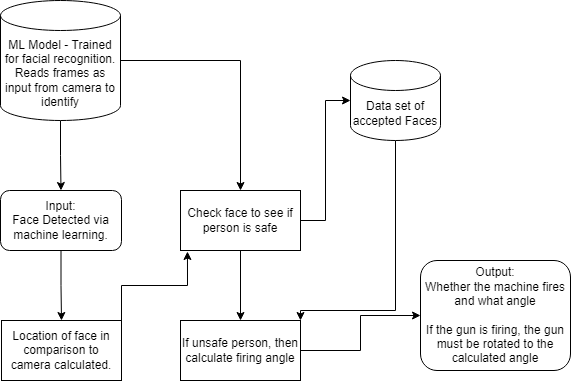 ML Model - Trained
for facial recognition.
Reads frames as
input from camera to
identify
Data set of
accepted Faces
Input:
Face Detected via
machine learning.
Check face to see if
person is safe
Location of face in
comparison to
camera calculated.
If unsafe person, then
calculate firing angle
Output:
Whether the machine fires
and what angle
If the gun is firing, the gun
must be rotated to the
calculated angle